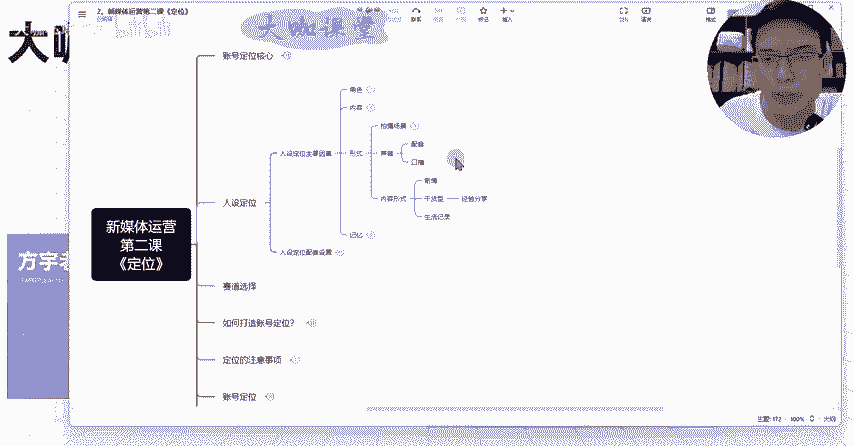 大咖
2、新媒体运营第二课《定位》
大咖课堂
账号定位核心
角色
内容
拍摄场景
配音
人设定位主要因素
形式
声音
口播
人设定位
剧情
内容形式
干货型
经验分享
生活记录
记忆
人设定位配套设置
新媒体运营
第二课
《定位》
方宇老
赛道选择
如何打造账号定位？
定位的注意事项
账号定位
主题: 172
100%
大纲